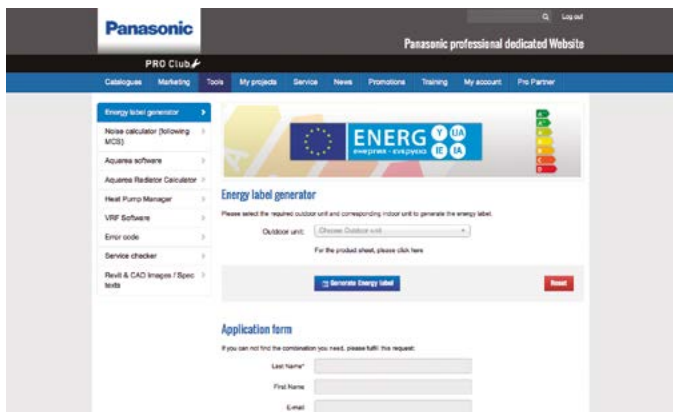 Panasonic
Log out
Panasonic professional dedicated Website
PRO Club
Catalogues Marketing Tools My projects Service News Promotions Training My account Pro Partner
Energy label generator
Noise calculator (following
MCS)
Aquarea software
Aquarea Radiator Calculator
Heat Pump Manager
VRF Software
Error code
Service checker
Revit & CAD Images / Spec
texts
ENERG Y UA
енергия · ενεργεια IE IA
Energy label generator
Please select the required outdoor unit and corresponding indoor unit to generate the energy label.
Outdoor unit: Choose Outdoor unit
For the product sheet, please click here
Generate Energy label Reset
Application form
If you can not find the combination you need, please fulfill this request:
Last Name*
First Name
E-mail